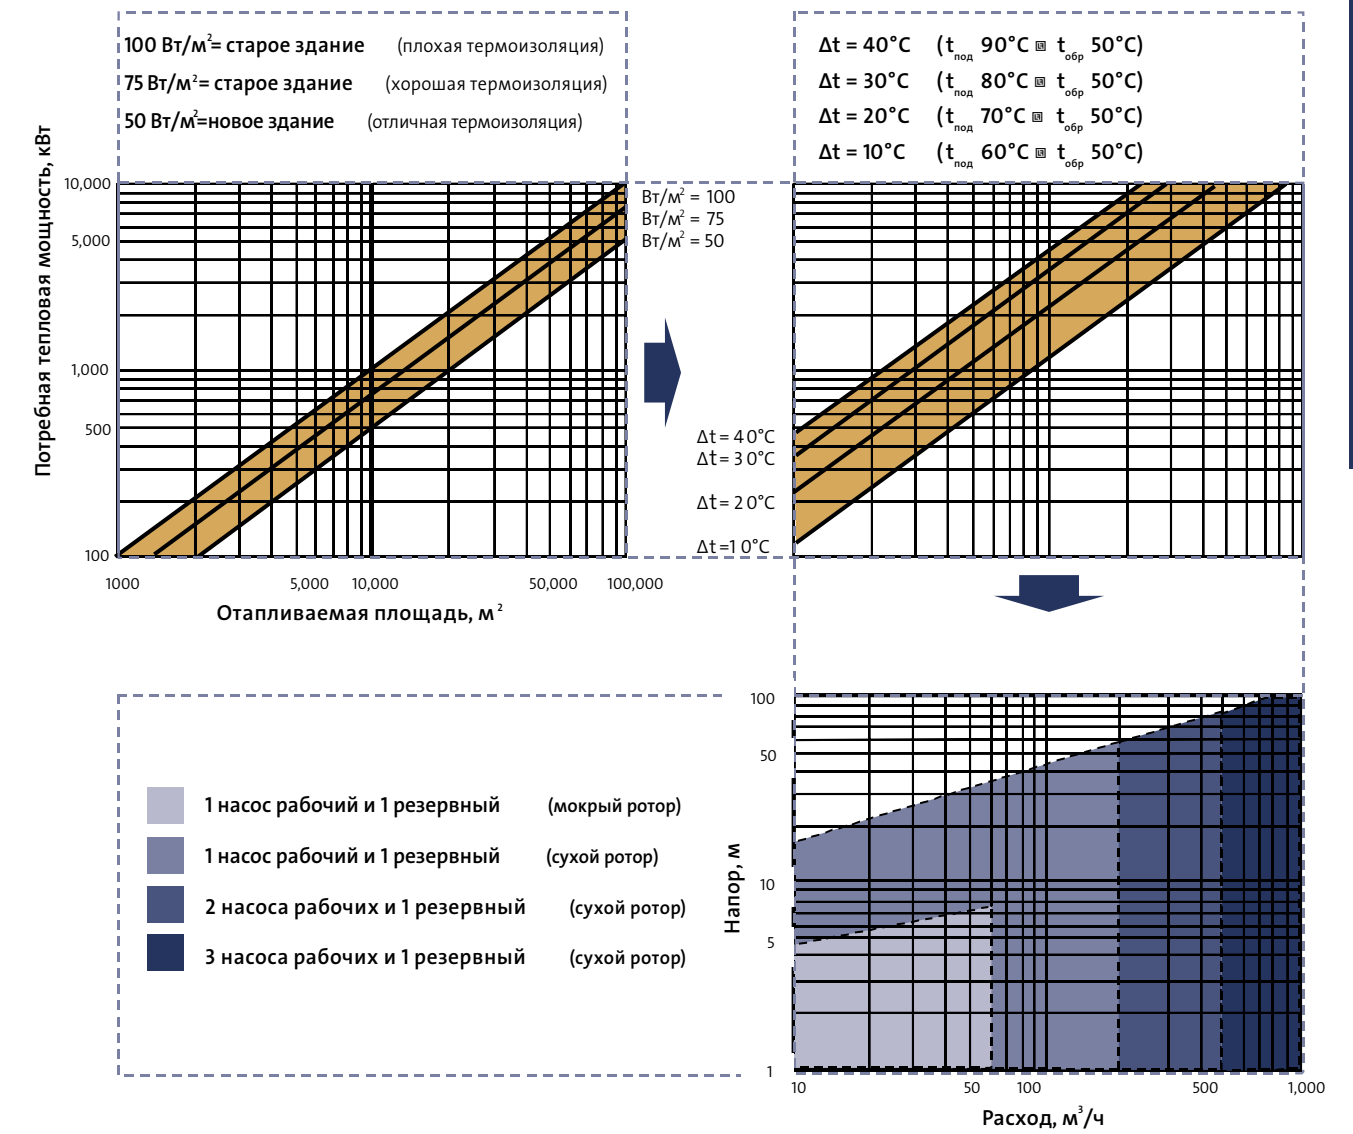 100 Вт/м²= старое здание (плохая термоизоляция)
75 Вт/м²= старое здание (хорошая термоизоляция)
50 Вт/м²=новое здание (отличная термоизоляция)
Δt = 40°C (tпод 90°C tобр 50°C)
Δt = 30°C (tпод 80°C tобр 50°C)
Δt = 20°C (tпод 70°C tобр 50°C)
Δt = 10°C (tпод 60°C tобр 50°C)
Потребная тепловая мощность, кВт
10,000
5,000
1,000
500
100
Вт/м² = 100
Вт/м² = 75
Вт/м² = 50
Δt = 40°C
Δt = 30°C
Δt = 20°C
Δt =10°C
1000 5,000 10,000 50,000 100,000
Отапливаемая площадь, м²
1 насос рабочий и 1 резервный (мокрый ротор)
1 насос рабочий и 1 резервный (сухой ротор)
2 насоса рабочих и 1 резервный (сухой ротор)
3 насоса рабочих и 1 резервный (сухой ротор)
Напор, м
100
50
10
5
1
10 50 100 500 1,000
Расход, м³/ч